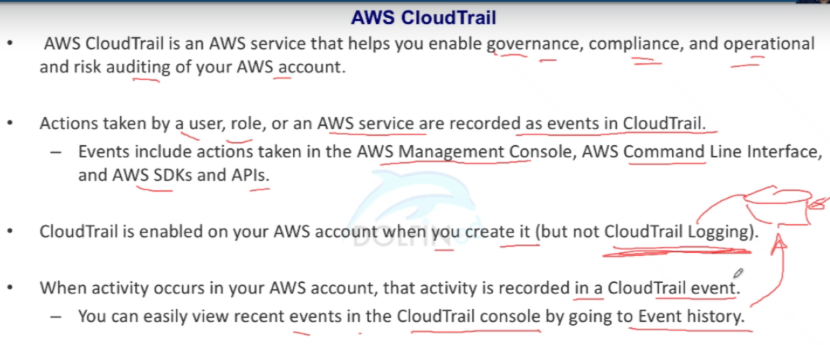 AWS CloudTrail
• AWS CloudTrail is an AWS service that helps you enable governance, compliance, and operational
and risk auditing of your AWS account.
• Actions taken by a user, role, or an AWS service are recorded as events in CloudTrail.
– Events include actions taken in the AWS Management Console, AWS Command Line Interface,
and AWS SDKs and APIs.
• CloudTrail is enabled on your AWS account when you create it (but not CloudTrail Logging).
• When activity occurs in your AWS account, that activity is recorded in a CloudTrail event.
– You can easily view recent events in the CloudTrail console by going to Event history.